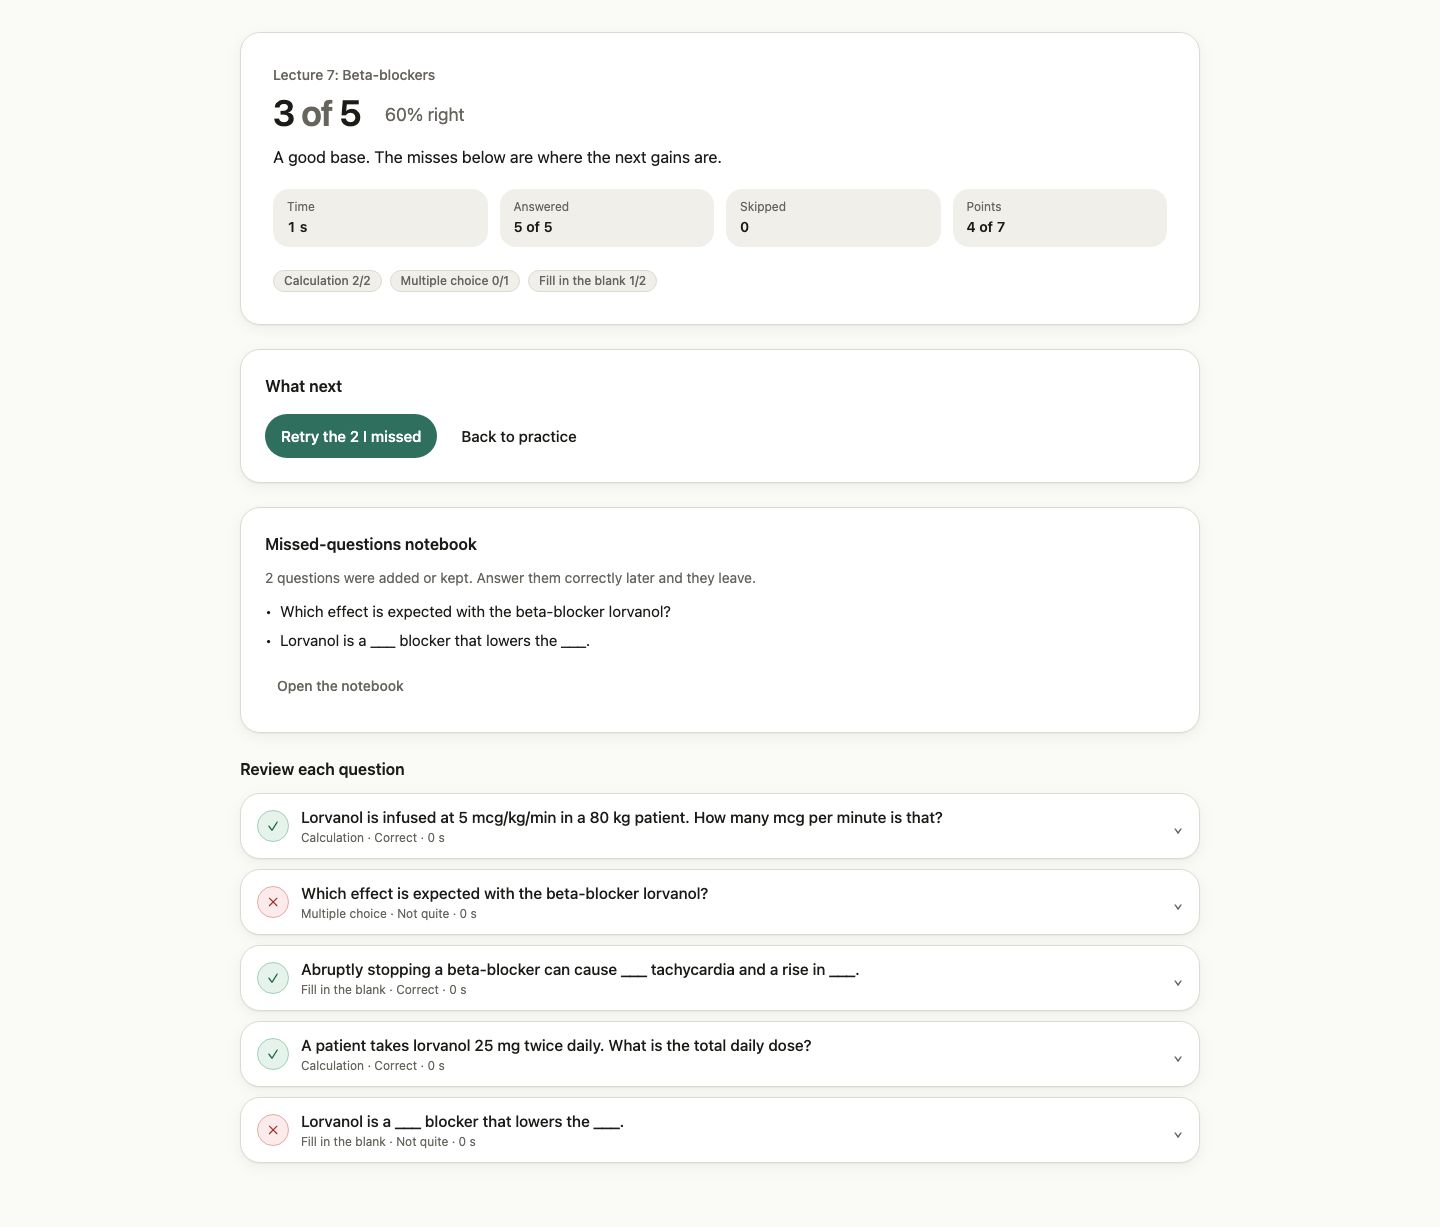 Lecture 7: Beta-blockers
3 of 5 60% right
A good base. The misses below are where the next gains are.
Time Answered Skipped Points
1 s 5 of 5 0 4 of 7
Calculation 2/2 Multiple choice 0/1 Fill in the blank 1/2
What next
Retry the 2 I missed Back to practice
Missed-questions notebook
2 questions were added or kept. Answer them correctly later and they leave.
• Which effect is expected with the beta-blocker lorvanol?
• Lorvanol is a ___ blocker that lowers the ___.
Open the notebook
Review each question
Lorvanol is infused at 5 mcg/kg/min in a 80 kg patient. How many mcg per minute is that?
Calculation · Correct · 0 s
Which effect is expected with the beta-blocker lorvanol?
Multiple choice · Not quite · 0 s
Abruptly stopping a beta-blocker can cause ___ tachycardia and a rise in ___.
Fill in the blank · Correct · 0 s
A patient takes lorvanol 25 mg twice daily. What is the total daily dose?
Calculation · Correct · 0 s
Lorvanol is a ___ blocker that lowers the ___.
Fill in the blank · Not quite · 0 s